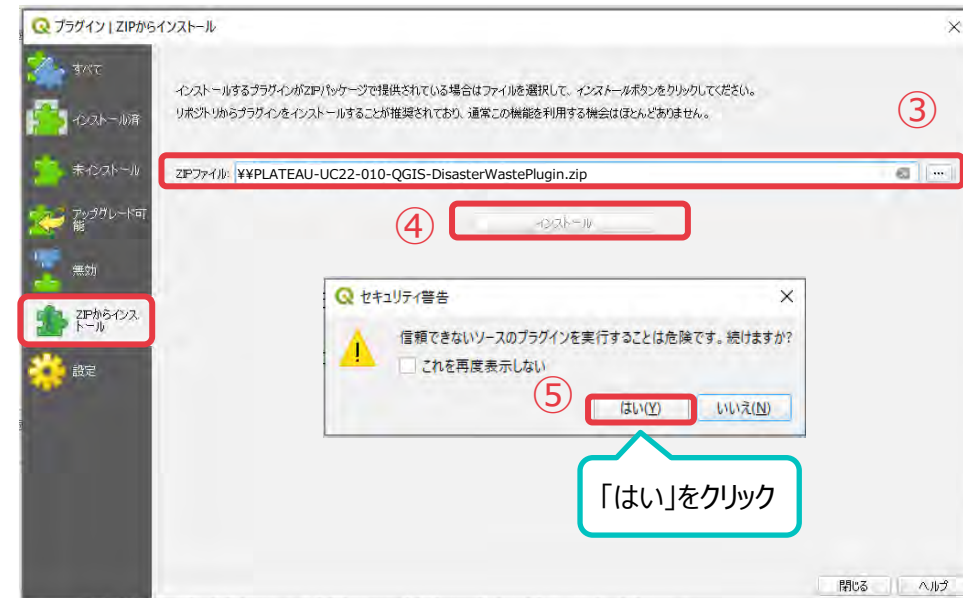 プラグイン | ZIPからインストール
すべて
インストール済
未インストール
アップグレード可
能
無効
ZIPからインス
トール
設定
インストールするプラグインがZIPパッケージで提供されている場合はファイルを選択して、インストールボタンをクリックしてください。
リポジトリからプラグインをインストールすることが推奨されており、通常この機能を利用する機会はほとんどありません。
③
ZIPファイル: ¥¥PLATEAU-UC22-010-QGIS-DisasterWastePlugin.zip
...
④
インストール
セキュリティ警告
信頼できないソースのプラグインを実行することは危険です。続けますか?
これを再度表示しない
⑤
はい(Y)
いいえ(N)
「はい」をクリック
閉じる
ヘルプ